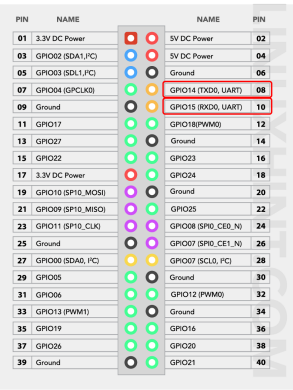 PIN NAME NAME PIN
01 3.3V DC Power 5V DC Power 02
03 GPIO02 (SDA1,I²C) 5V DC Power 04
05 GPIO03 (SDL1,I²C) Ground 06
07 GPIO04 (GPCLK0) GPIO14 (TXD0, UART) 08
09 Ground GPIO15 (RXD0, UART) 10
11 GPIO17 GPIO18(PWM0) 12
13 GPIO27 Ground 14
15 GPIO22 GPIO23 16
17 3.3V DC Power GPIO24 18
19 GPIO10 (SP10_MOSI) Ground 20
21 GPIO09 (SP10_MISO) GPIO25 22
23 GPIO11 (SP10_CLK) GPIO08 (SPI0_CE0_N) 24
25 Ground GPIO07 (SPI0_CE1_N) 26
27 GPIO00 (SDA0, I²C) GPIO07 (SCL0, I²C) 28
29 GPIO05 Ground 30
31 GPIO06 GPIO12 (PWM0) 32
33 GPIO13 (PWM1) Ground 34
35 GPIO19 GPIO16 36
37 GPIO26 GPIO20 38
39 Ground GPIO21 40
LINUXHINT.COM